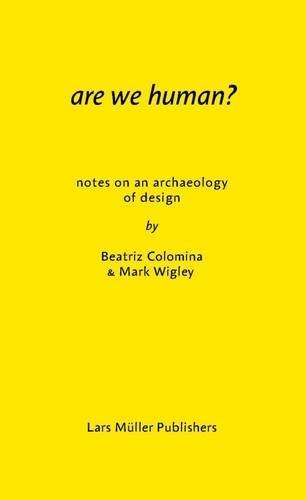 are we human?
notes on an archaeology
of design
by
Beatriz Colomina
& Mark Wigley
Lars Müller Publishers